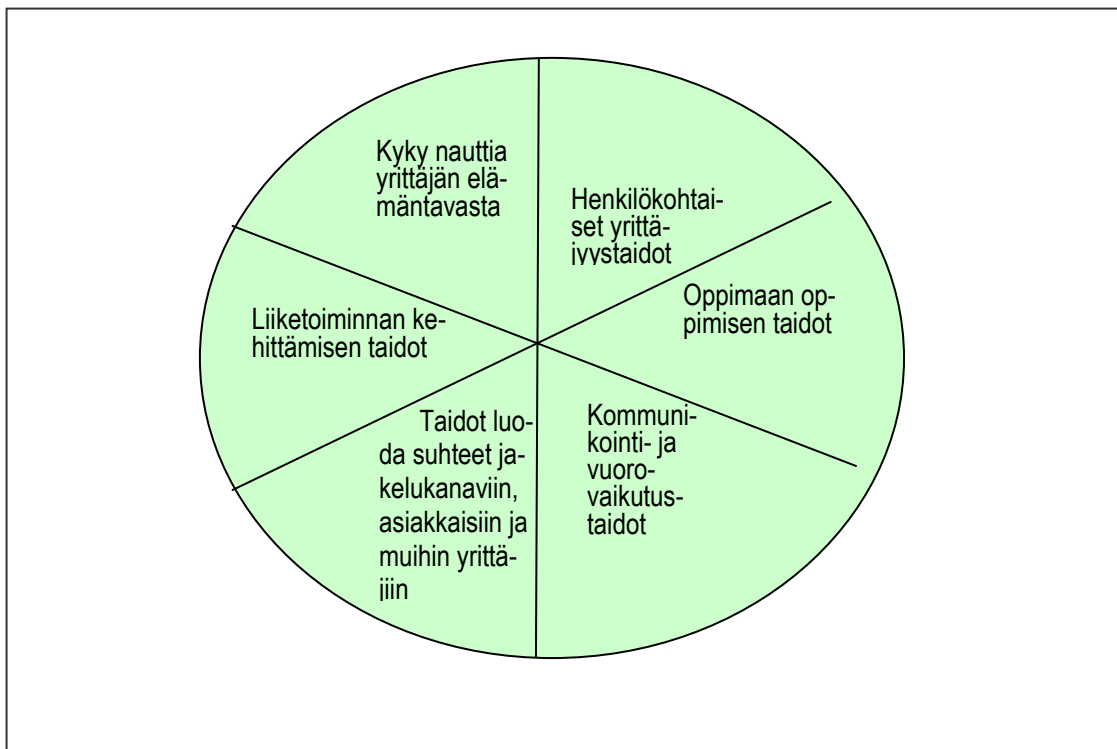 Kyky nauttia
yrittäjän elä-
mäntavasta
Henkilökohtai-
set yrittä-
jyystaidot
Oppimaan op-
pimisen taidot
Liiketoiminnan ke-
hittämisen taidot
Taidot luo-
da suhteet ja-
kelukanaviin,
asiakkaisiin ja
muihin yrittä-
jiin
Kommuni-
kointi- ja
vuoro-
vaikutus-
taidot